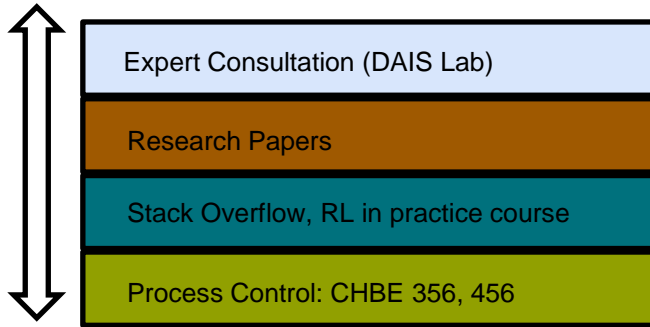 Expert Consultation (DAIS Lab)
Research Papers
Stack Overflow, RL in practice course
Process Control: CHBE 356, 456